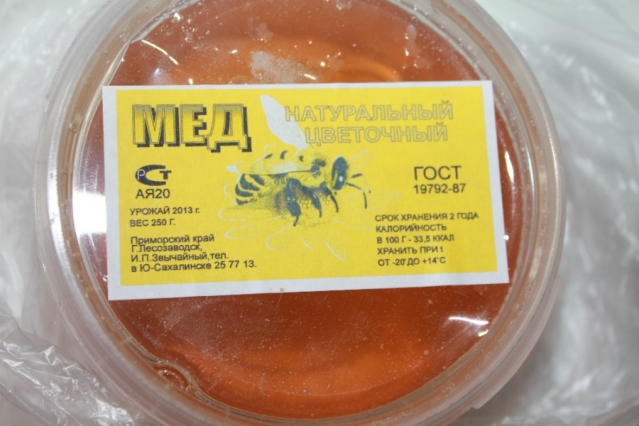 МЕД
НАТУРАЛЬНЫЙ
ЦВЕТОЧНЫЙ
РСТ
АЯ20
ГОСТ
19792-87
УРОЖАЙ 2013 г.
ВЕС 250 Г.
Приморский край
Г.Лесозаводск,
И.П.Звычайный,тел.
в Ю-Сахалинске 25 77 13.
СРОК ХРАНЕНИЯ 2 ГОДА
КАЛОРИЙНОСТЬ
В 100 Г - 33,5 ККАЛ
ХРАНИТЬ ПРИ t
ОТ -20°ДО +14°С